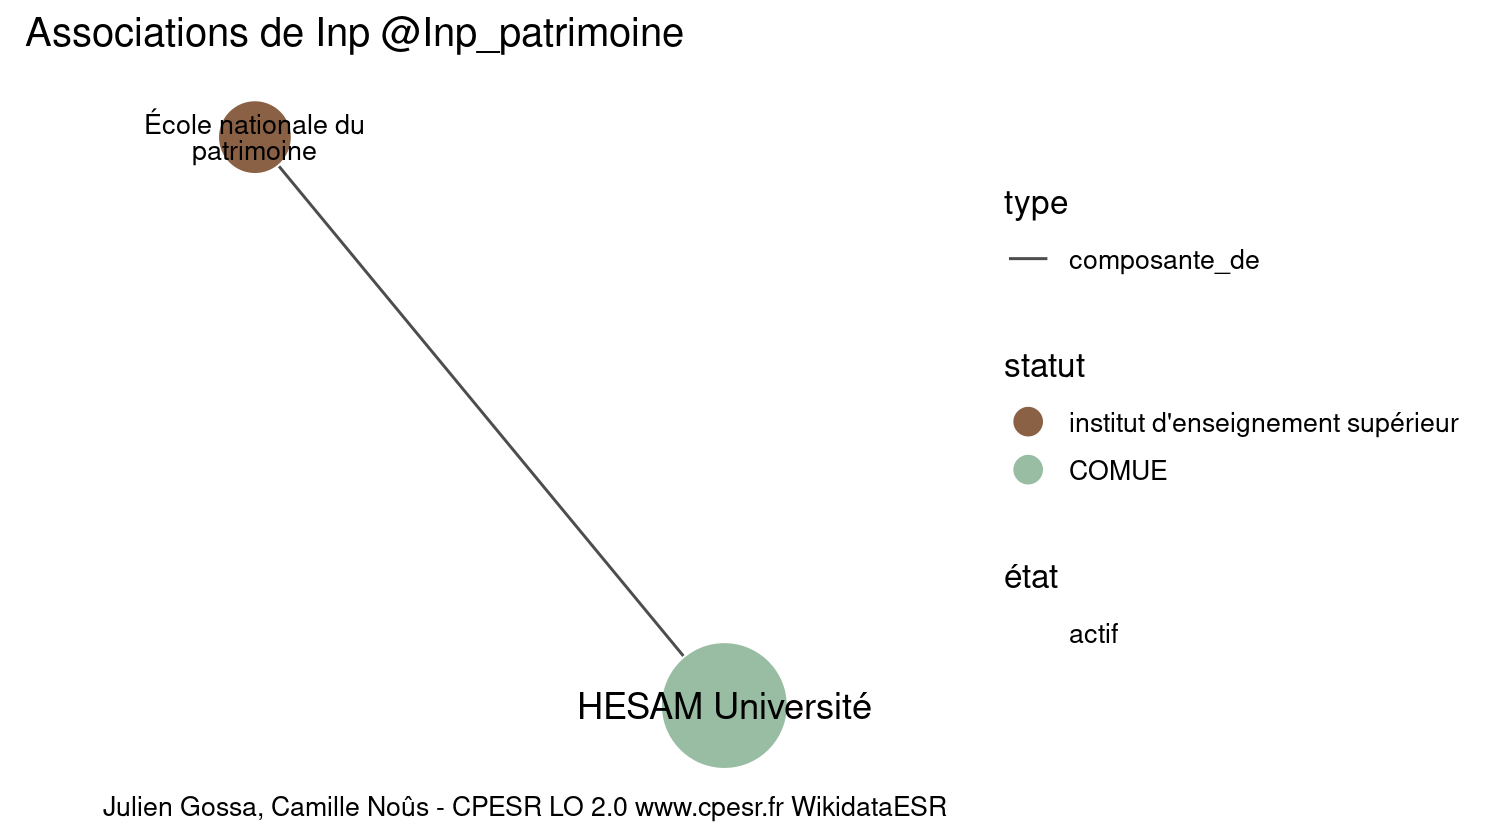 Associations de Inp @Inp_patrimoine
École nationale du
patrimoine
HESAM Université
type
composante_de
statut
institut d'enseignement supérieur
COMUE
état
actif
Julien Gossa, Camille Noûs - CPESR LO 2.0 www.cpesr.fr WikidataESR